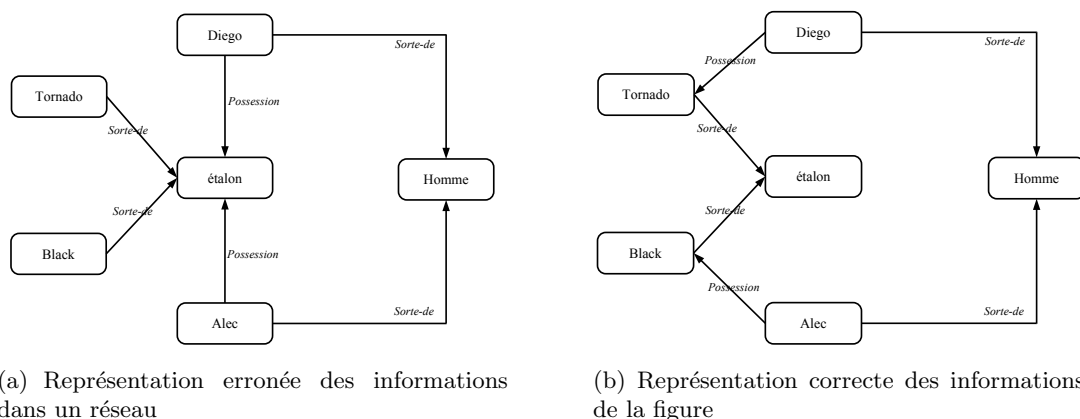 Diego
Sorte-de
Tornado
Possession
Sorte-de
étalon
Homme
Sorte-de
Black
Possession
Alec
Sorte-de
(a) Représentation erronée des informations
dans un réseau
Diego
Sorte-de
Possession
Tornado
Sorte-de
étalon
Homme
Sorte-de
Black
Possession
Alec
Sorte-de
(b) Représentation correcte des informations
de la figure